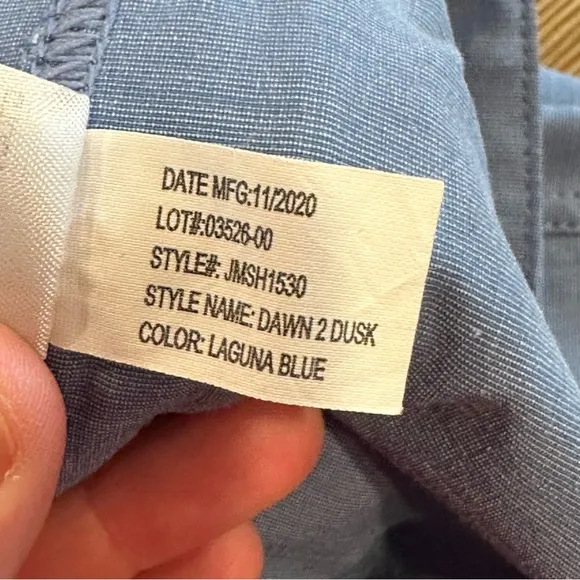 DATE MFG:11/2020
LOT#:03526-00
STYLE#: JMSH1530
STYLE NAME: DAWN 2 DUSK
COLOR: LAGUNA BLUE